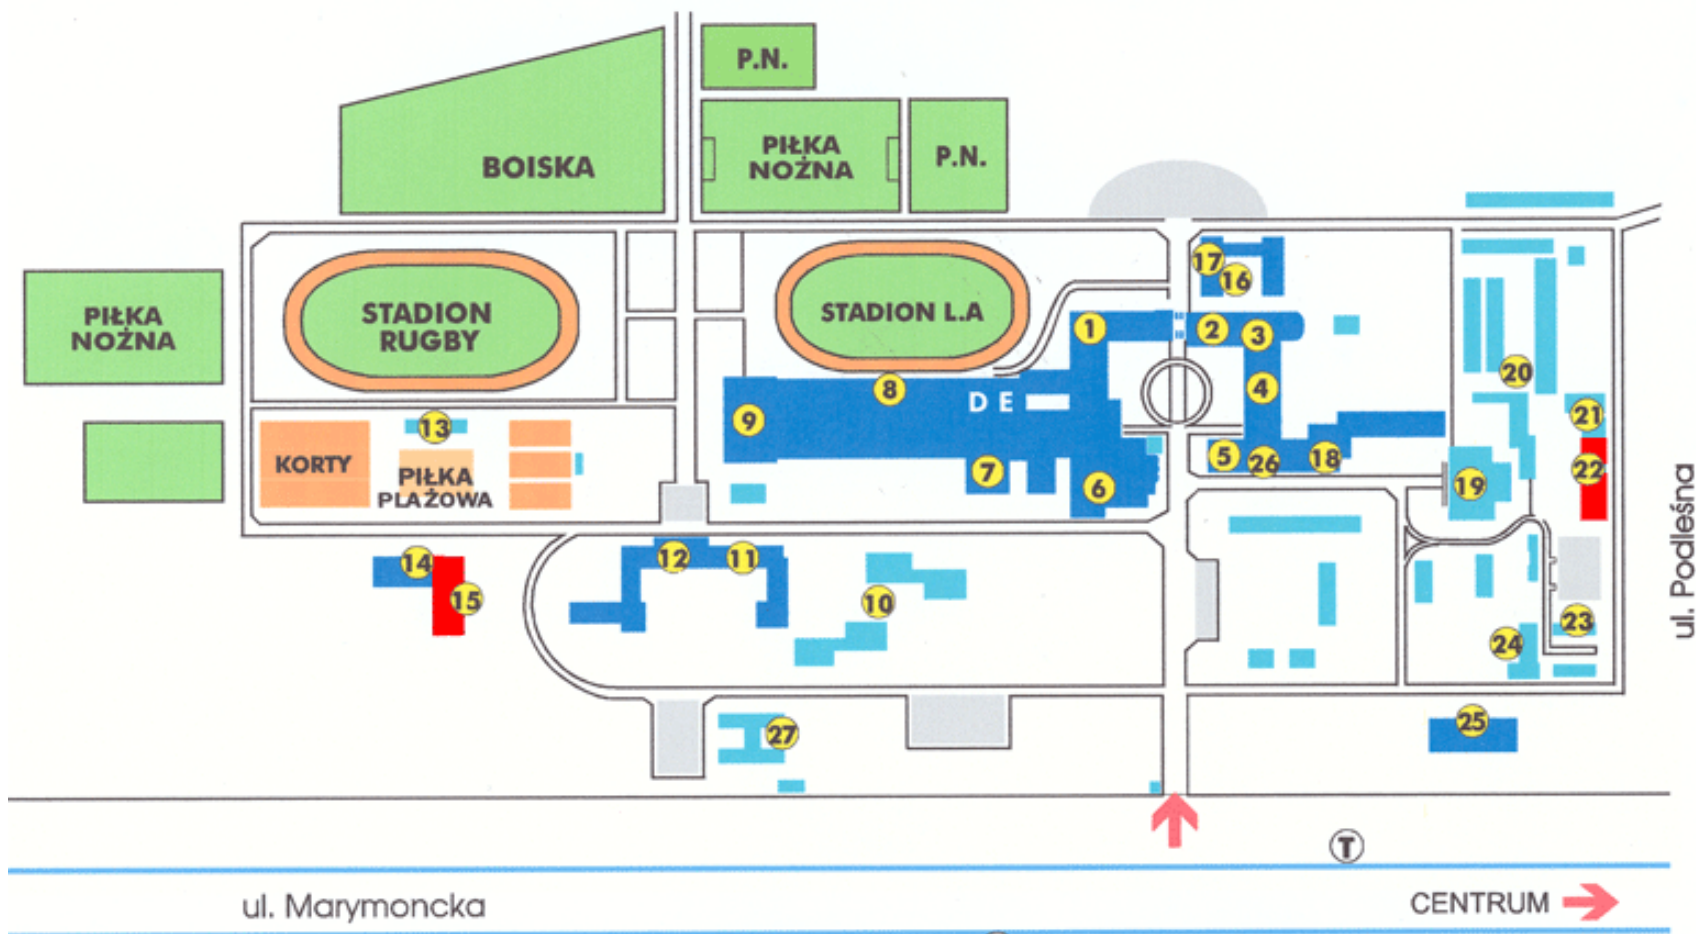 P.N.
BOISKA
PIŁKA
NOŻNA
P.N.
PIŁKA
NOŻNA
STADION
RUGBY
STADION L.A
17
16
1
2
3
4
20
8
D E
9
13
21
KORTY
PIŁKA
PLAŻOWA
7
6
5
26
18
19
22
ul. Podleśna
14
15
12
11
10
23
24
27
25
T
ul. Marymoncka
CENTRUM